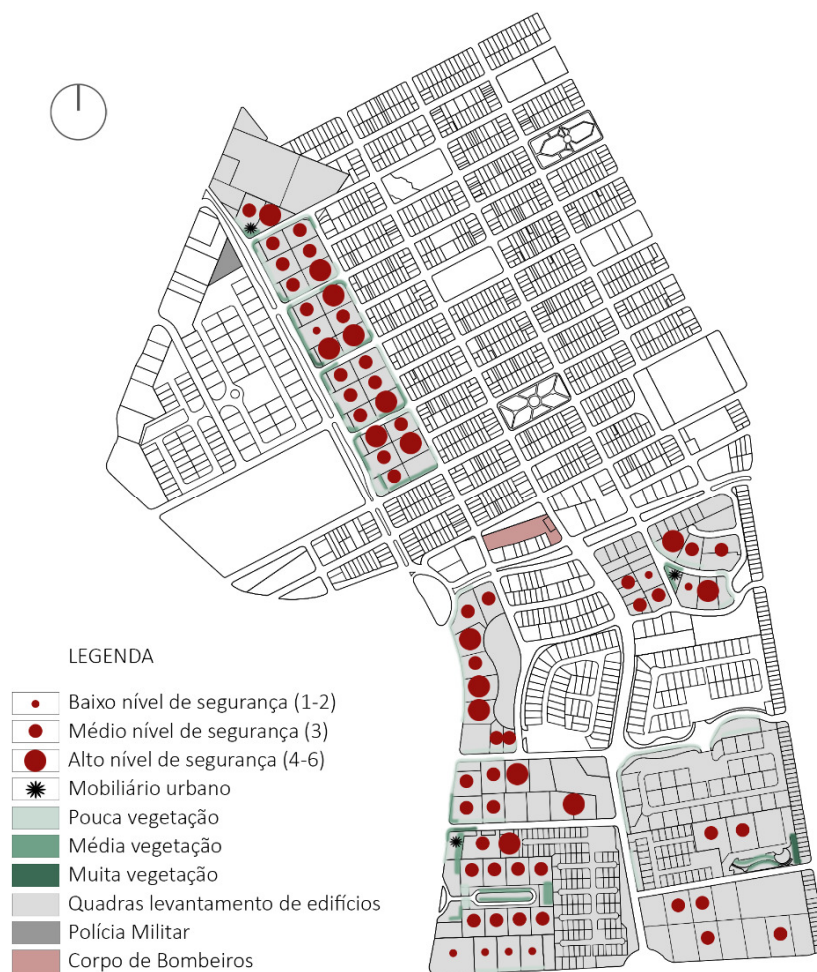 LEGENDA
Baixo nível de segurança (1-2)
Médio nível de segurança (3)
Alto nível de segurança (4-6)
Mobiliário urbano
Pouca vegetação
Média vegetação
Muita vegetação
Quadras levantamento de edifícios
Polícia Militar
Corpo de Bombeiros